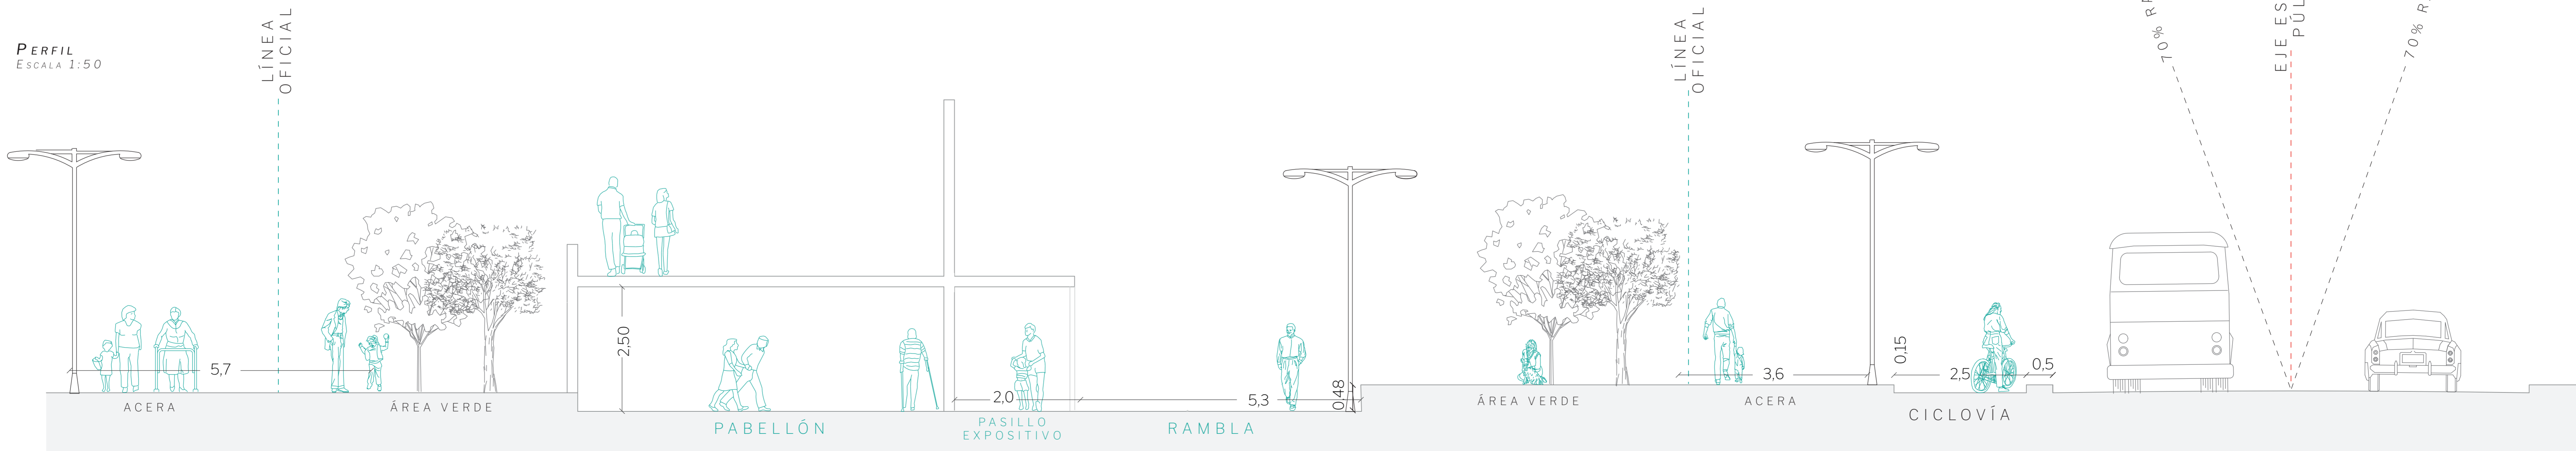 PERFIL
ESCALA 1:50
LÍNEA
OFICIAL
LÍNEA
OFICIAL
70% R
EJE ES
PÚL
70% R
5,7
2,50
2,0
5,3
0,48
3,6
0,15
2,5
0,5
ACERA
ÁREA VERDE
PABELLÓN
PASILLO
EXPOSITIVO
RAMBLA
ÁREA VERDE
ACERA
CICLOVÍA